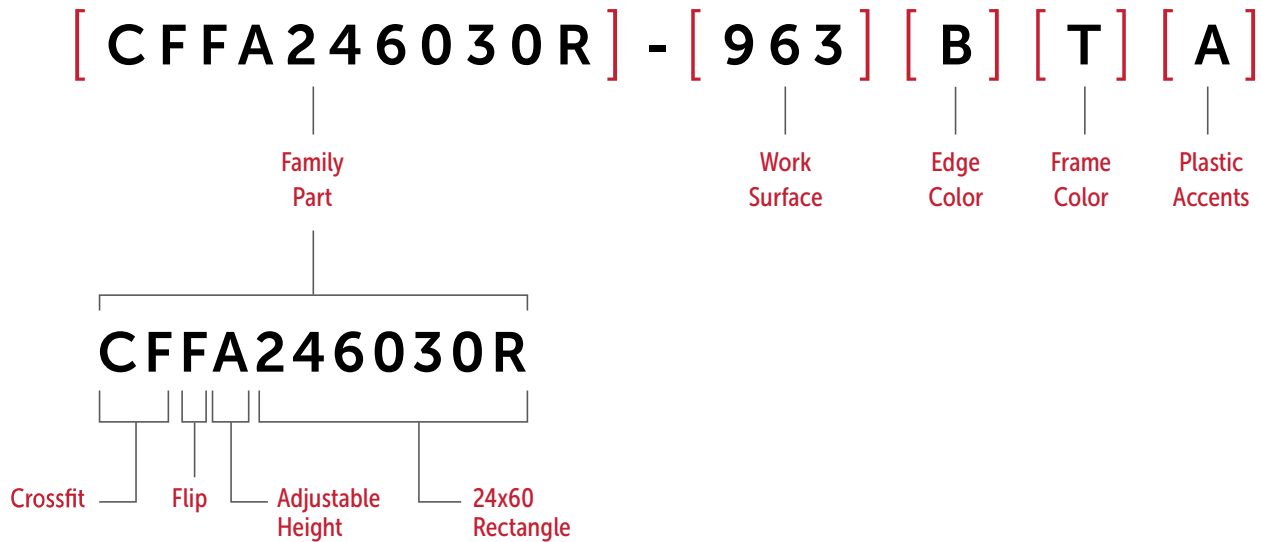 [CFFA246030R] - [963] [B] [T] [A]
Family Part
Work Surface
Edge Color
Frame Color
Plastic Accents
CFFA246030R
Crossfit
Flip
Adjustable Height
24x60 Rectangle